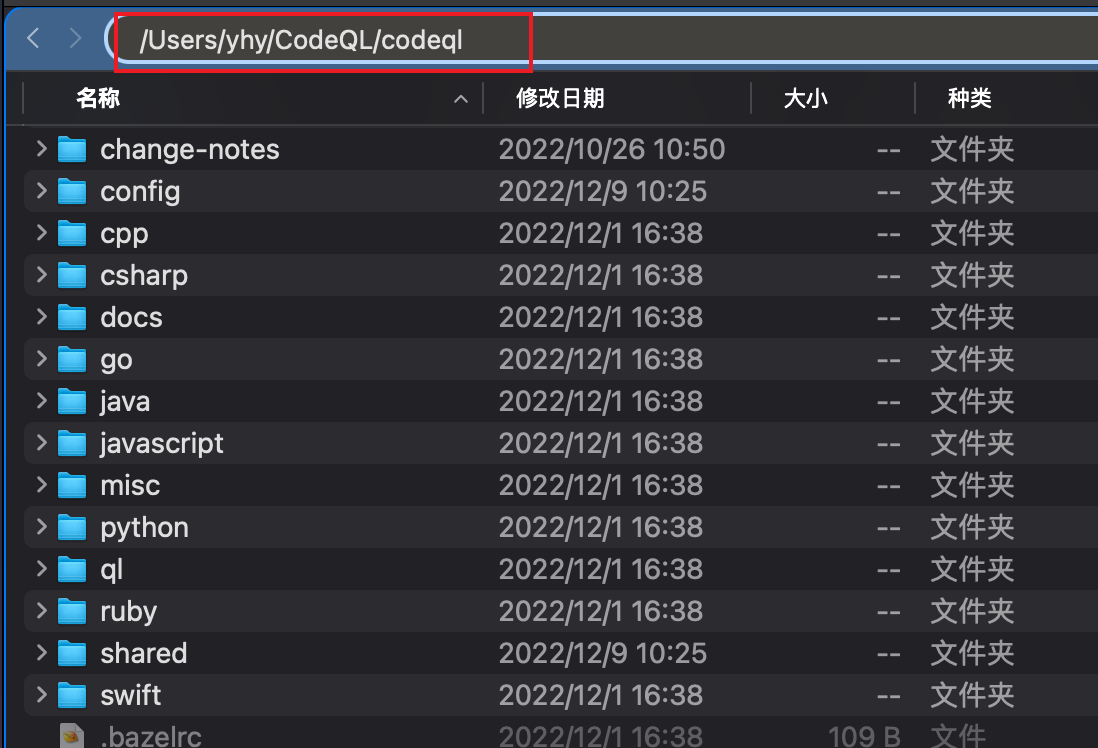 /Users/yhy/CodeQL/codeql
名称 修改日期 大小 种类
change-notes 2022/10/26 10:50 -- 文件夹
config 2022/12/9 10:25 -- 文件夹
cpp 2022/12/1 16:38 -- 文件夹
csharp 2022/12/1 16:38 -- 文件夹
docs 2022/12/1 16:38 -- 文件夹
go 2022/12/1 16:38 -- 文件夹
java 2022/12/1 16:38 -- 文件夹
javascript 2022/12/1 16:38 -- 文件夹
misc 2022/12/1 16:38 -- 文件夹
python 2022/12/1 16:38 -- 文件夹
ql 2022/12/1 16:38 -- 文件夹
ruby 2022/12/1 16:38 -- 文件夹
shared 2022/12/9 10:25 -- 文件夹
swift 2022/12/1 16:38 -- 文件夹
.bazelrc 2022/12/1 16:38 109 B 文件